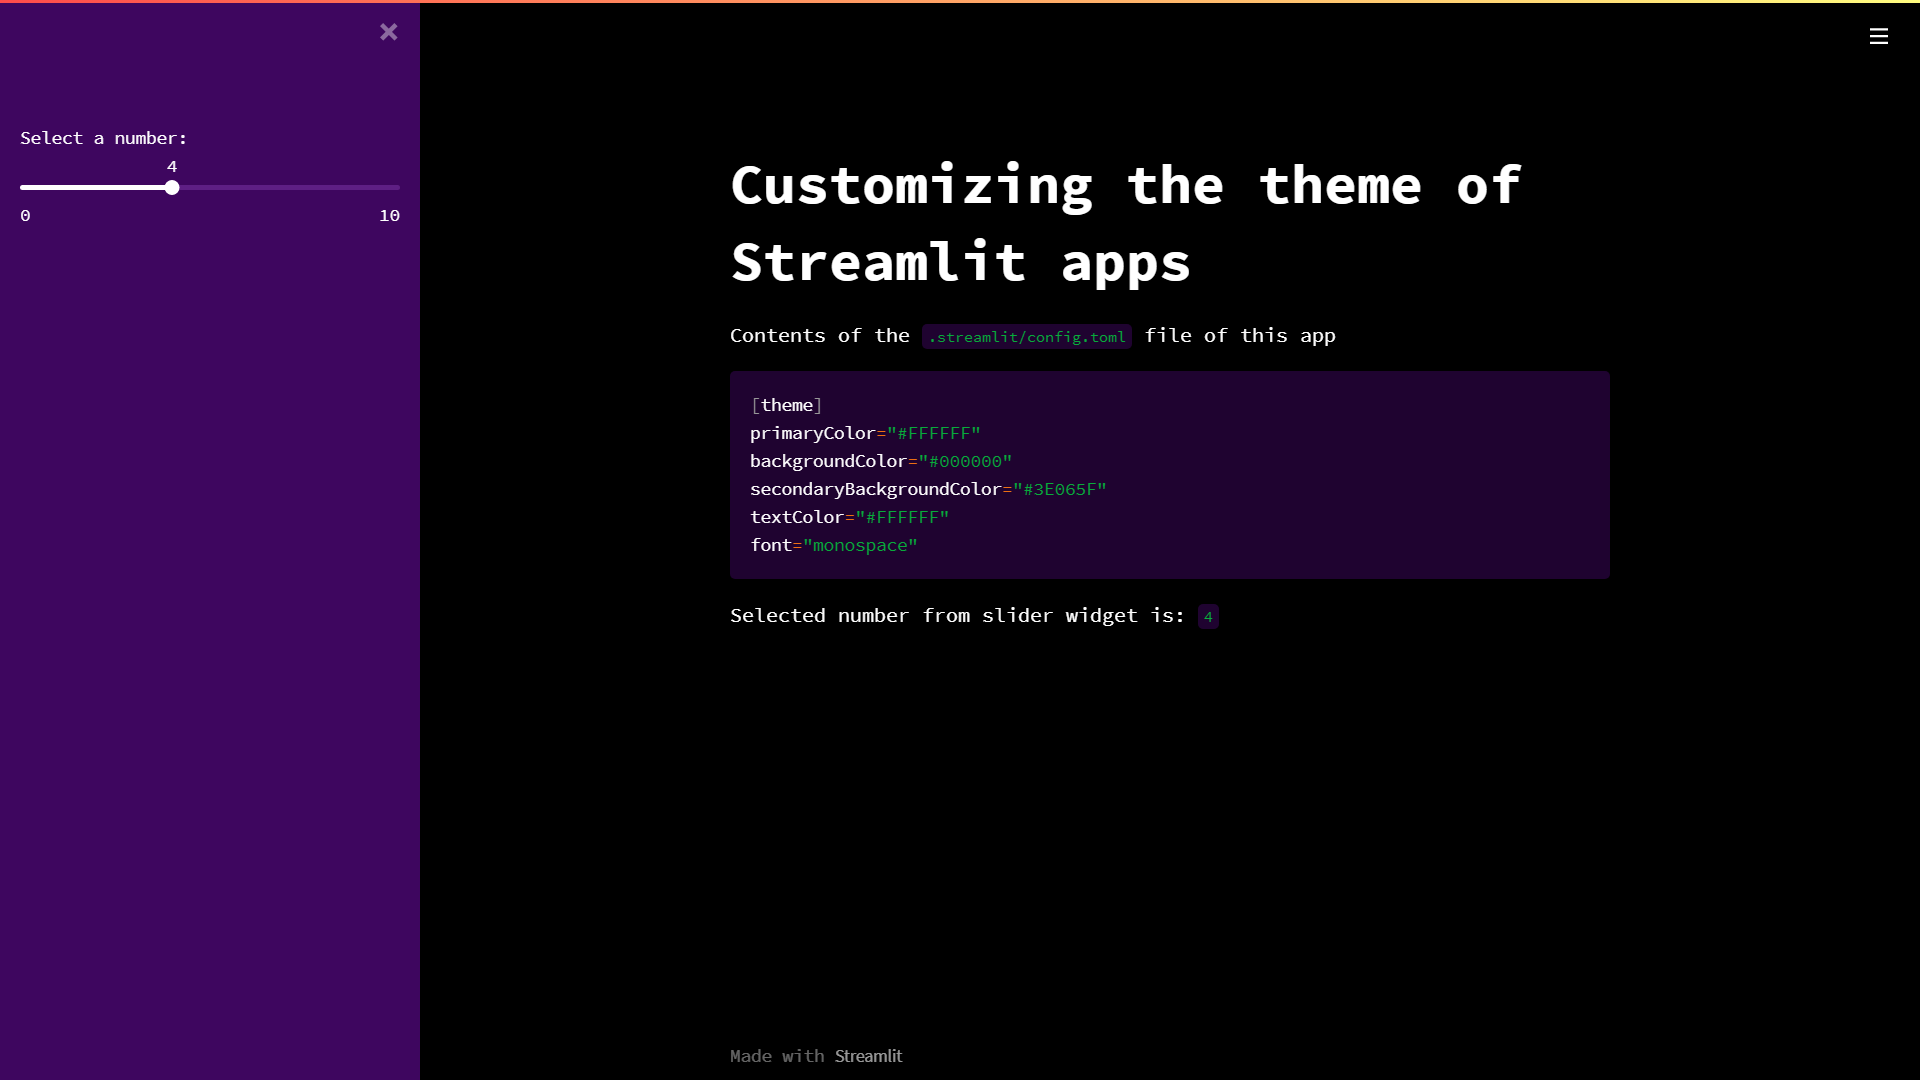 Select a number:
4
0 10
Customizing the theme of
Streamlit apps
Contents of the .streamlit/config.toml file of this app
[theme]
primaryColor="#FFFFFF"
backgroundColor="#000000"
secondaryBackgroundColor="#3E065F"
textColor="#FFFFFF"
font="monospace"
Selected number from slider widget is: 4
Made with Streamlit